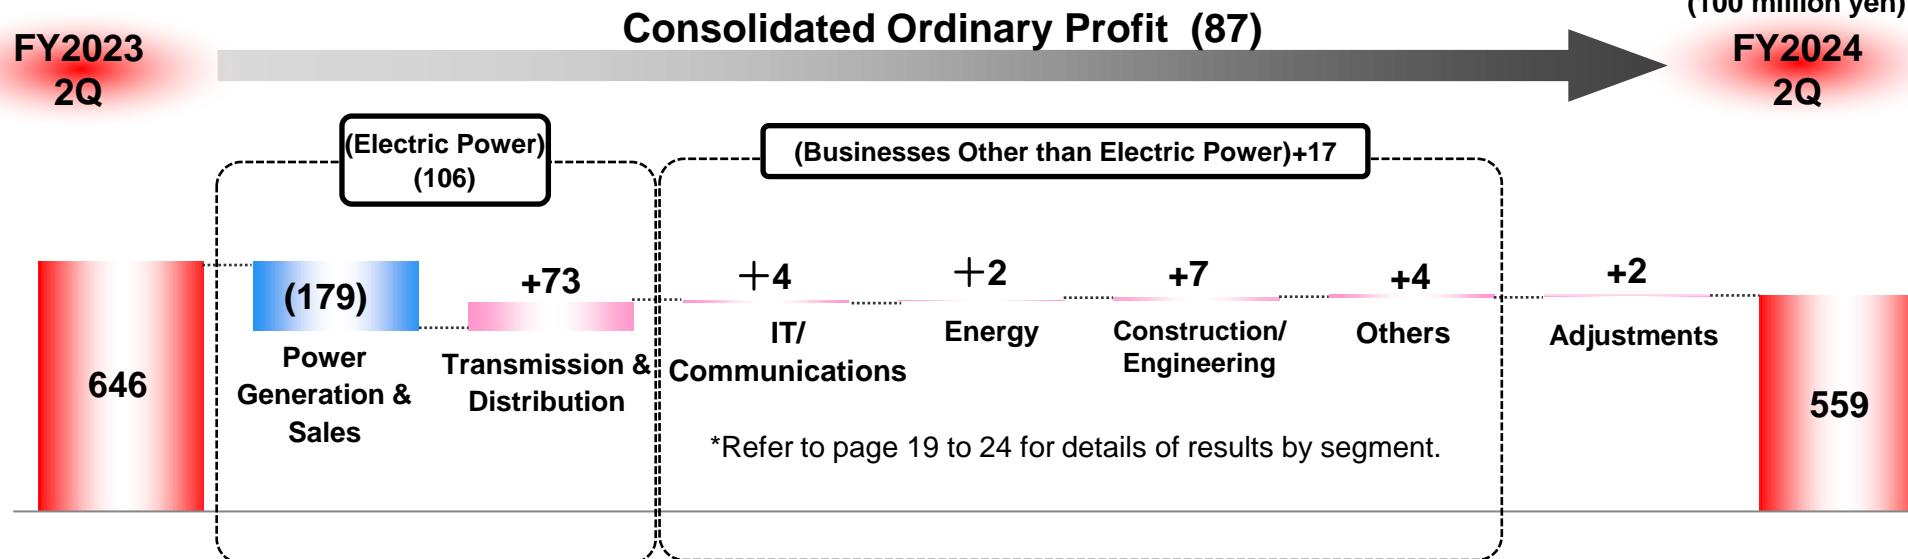 (100 million yen)
Consolidated Ordinary Profit (87)
FY2023
2Q
FY2024
2Q
(Electric Power)
(106)
(Businesses Other than Electric Power)+17
646
(179)
Power
Generation &
Sales
+73
Transmission &
Distribution
+4
IT/
Communications
+2
Energy
+7
Construction/
Engineering
+4
Others
+2
Adjustments
559
*Refer to page 19 to 24 for details of results by segment.